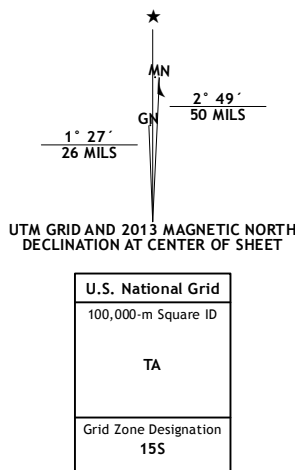 ★
MN
GN
2° 49´
50 MILS
1° 27´
26 MILS
UTM GRID AND 2013 MAGNETIC NORTH
DECLINATION AT CENTER OF SHEET
U.S. National Grid
100,000-m Square ID
TA
Grid Zone Designation
15S